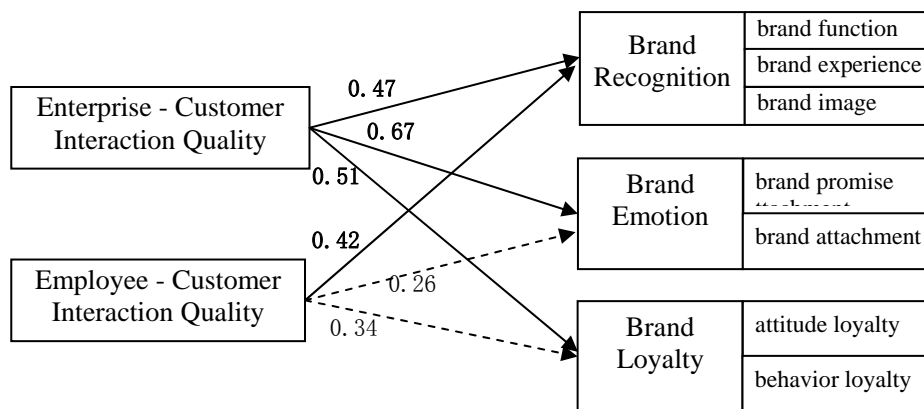 Brand
Recognition
brand function
brand experience
brand image
Enterprise - Customer
Interaction Quality
0.47
0.67
0.51
Brand
Emotion
brand promise
brand attachment
0.42
Employee - Customer
Interaction Quality
0.26
0.34
Brand
Loyalty
attitude loyalty
behavior loyalty